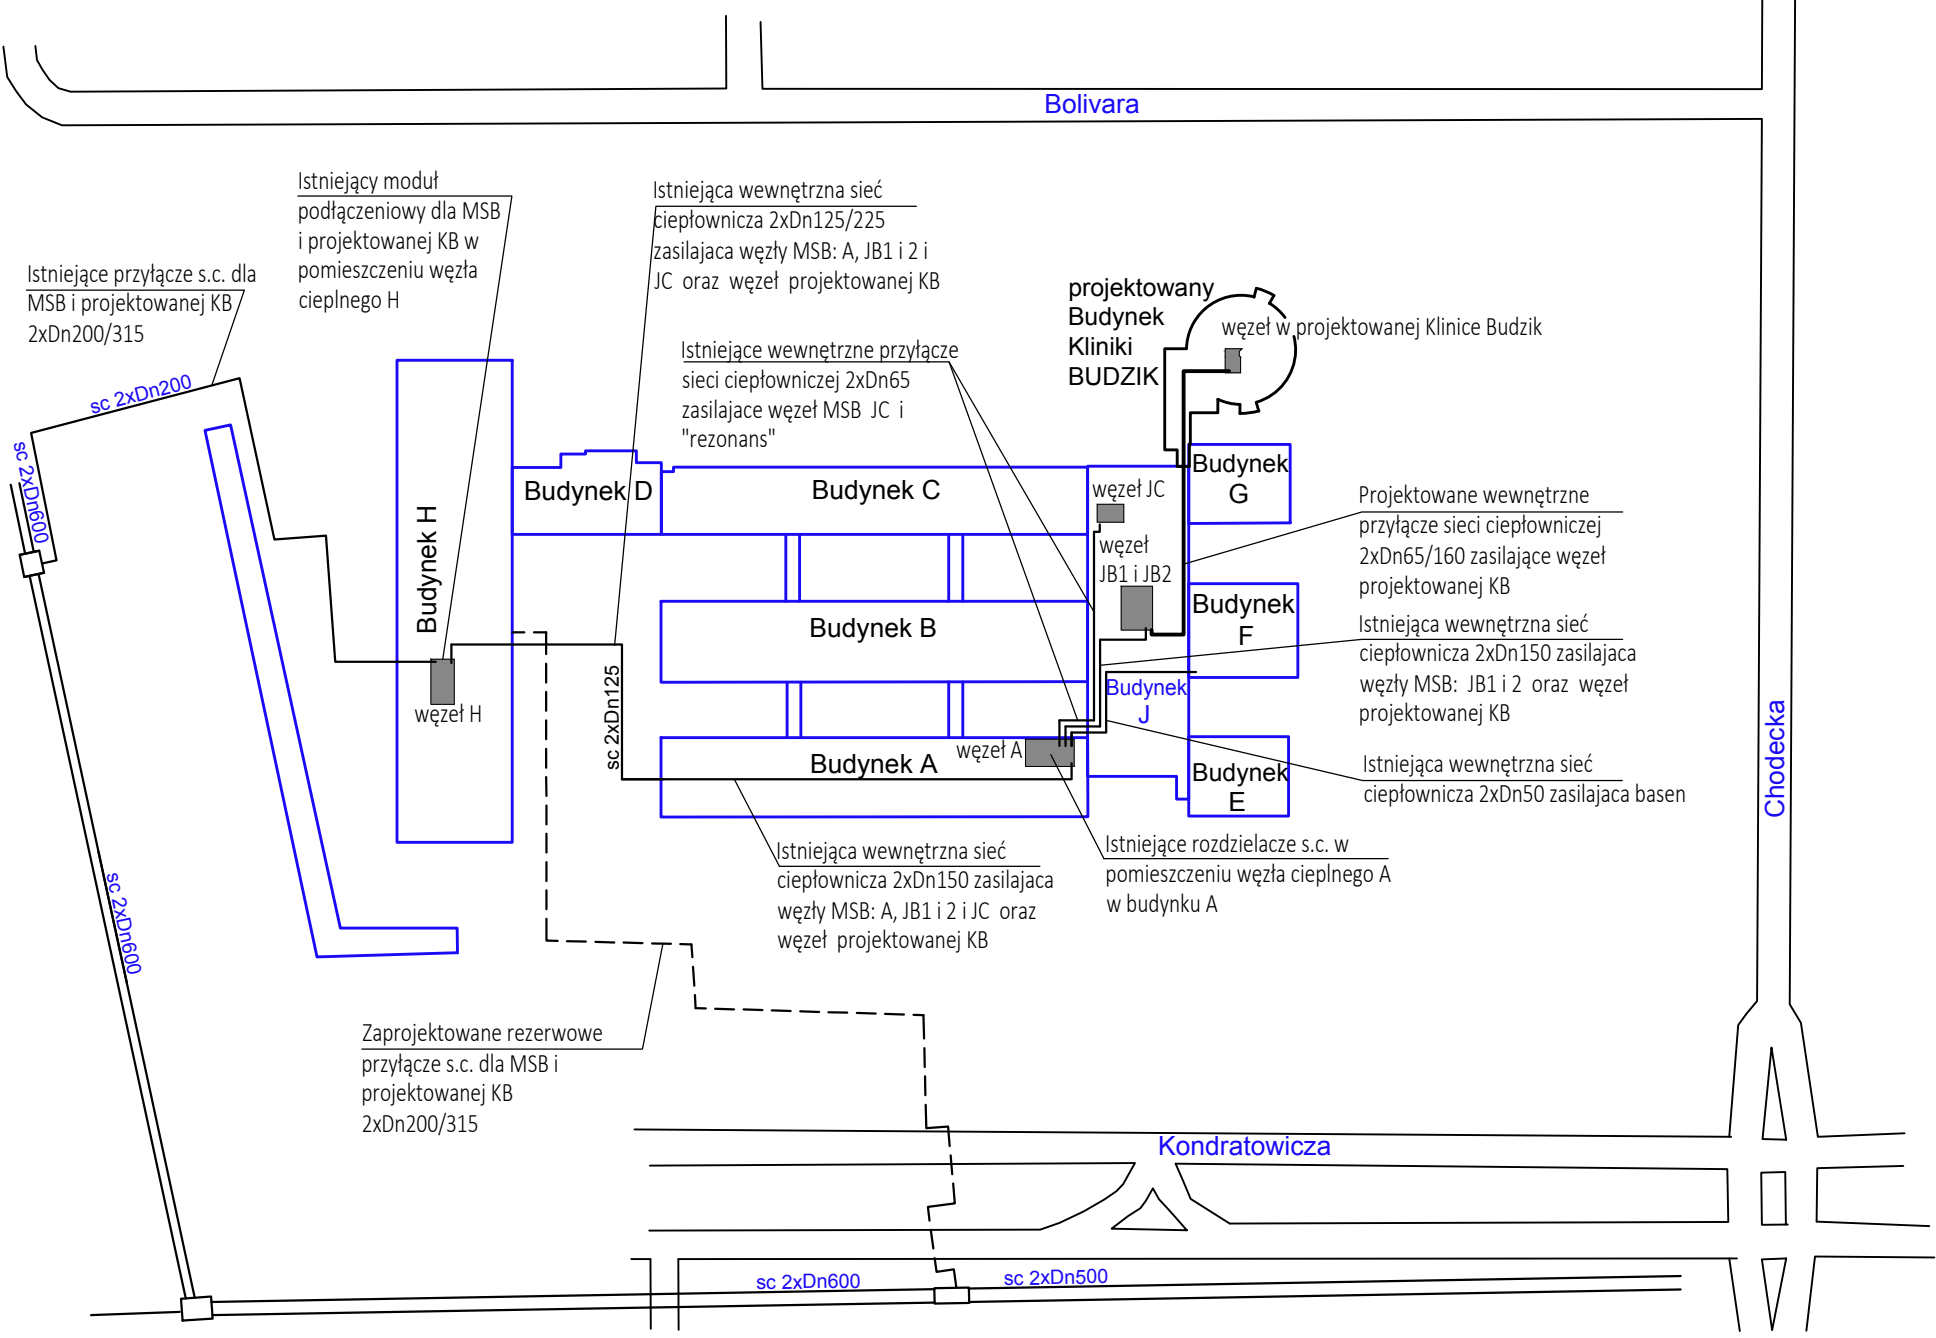 Bolivara
Istniejący moduł
podłączeniowy dla MSB
i projektowanej KB w
pomieszczeniu węzła
cieplnego H
Istniejąca wewnętrzna sieć
ciepłownicza 2xDn125/225
zasilajaca węzły MSB: A, JB1 i 2 i
JC oraz węzeł projektowanej KB
Istniejące przyłącze s.c. dla
MSB i projektowanej KB
2xDn200/315
projektowany
Budynek
Kliniki
BUDZIK
węzeł w projektowanej Klinice Budzik
Istniejące wewnętrzne przyłącze
sieci ciepłowniczej 2xDn65
zasilajace węzeł MSB JC i
"rezonans"
sc 2xDn200
sc 2xDn600
Budynek H
Budynek D
Budynek C
węzeł JC
Budynek
G
węzeł
JB1 i JB2
Projektowane wewnętrzne
przyłącze sieci ciepłowniczej
2xDn65/160 zasilające węzeł
projektowanej KB
Budynek B
Budynek
F
Istniejąca wewnętrzna sieć
ciepłownicza 2xDn150 zasilajaca
węzły MSB: JB1 i 2 oraz węzeł
projektowanej KB
węzeł H
sc 2xDn125
Budynek
J
Budynek A
węzeł A
Budynek
E
Istniejąca wewnętrzna sieć
ciepłownicza 2xDn50 zasilajaca basen
Chodecka
Istniejąca wewnętrzna sieć
ciepłownicza 2xDn150 zasilajaca
węzły MSB: A, JB1 i 2 i JC oraz
węzeł projektowanej KB
Istniejące rozdzielacze s.c. w
pomieszczeniu węzła cieplnego A
w budynku A
sc 2xDn600
Zaprojektowane rezerwowe
przyłącze s.c. dla MSB i
projektowanej KB
2xDn200/315
Kondratowicza
sc 2xDn600
sc 2xDn500